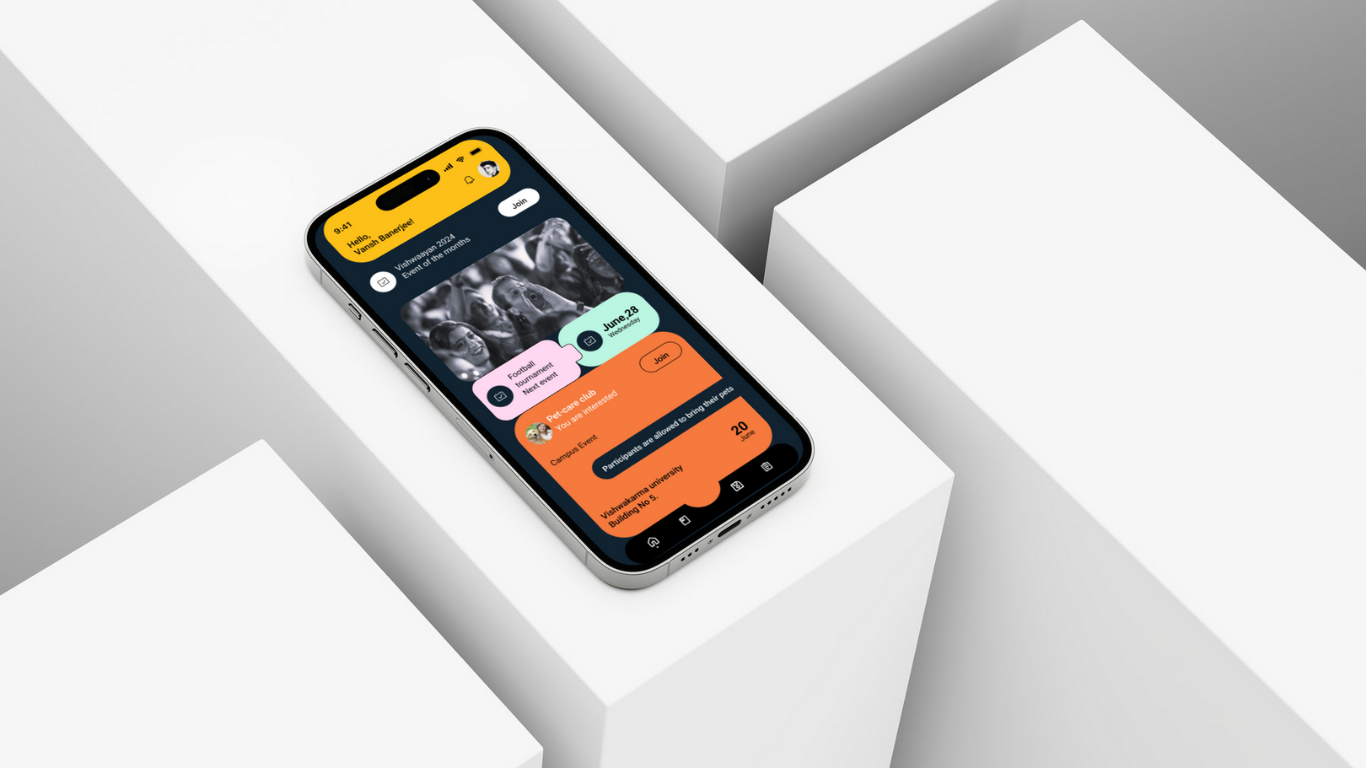 9:41
Hello,
Vansh Banerjee!
Join
Vishwaayan 2024
Event of the months
June,28
Wednesday
Football
tournament
Next event
Join
Pet-care club
You are interested
Campus Event
Participants are allowed to bring their pets
20
June
Vishwakarma university
Building No 5.